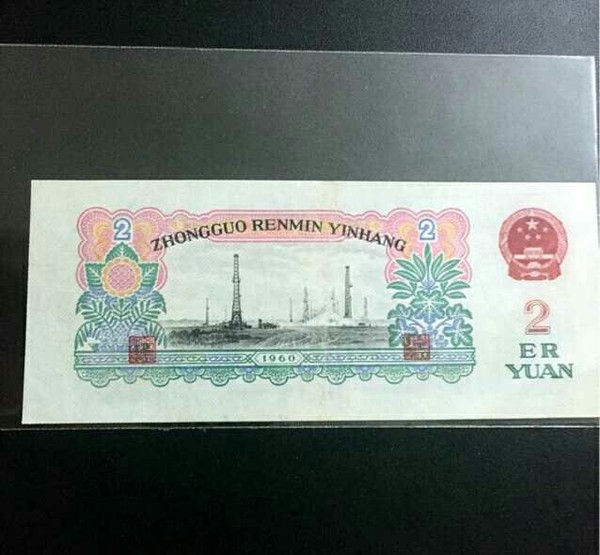 2
2
ZHONGGUO RENMIN YINHANG
1960
2
ER
YUAN